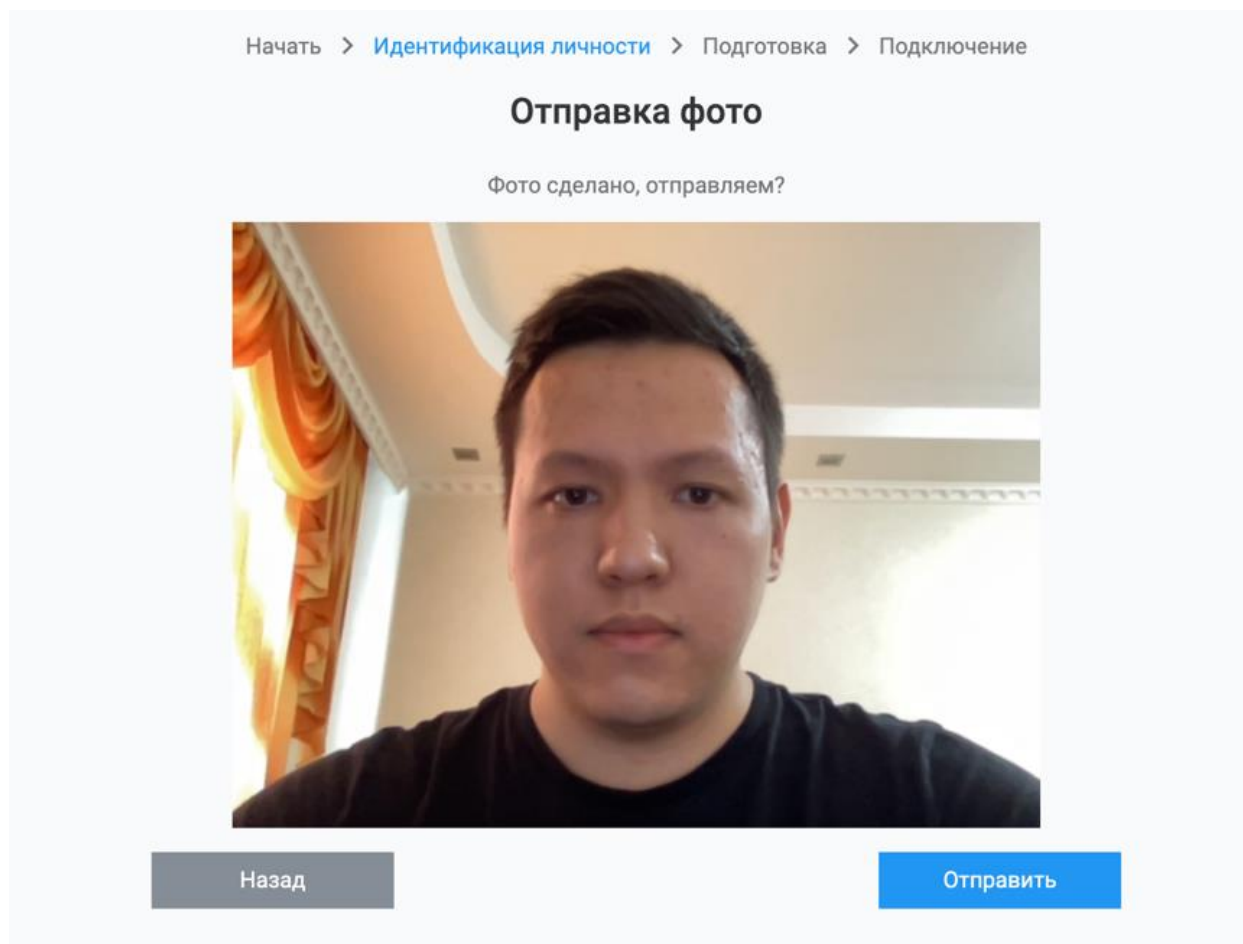 Начать > Идентификация личности > Подготовка > Подключение
Отправка фото
Фото сделано, отправляем?
Назад
Отправить